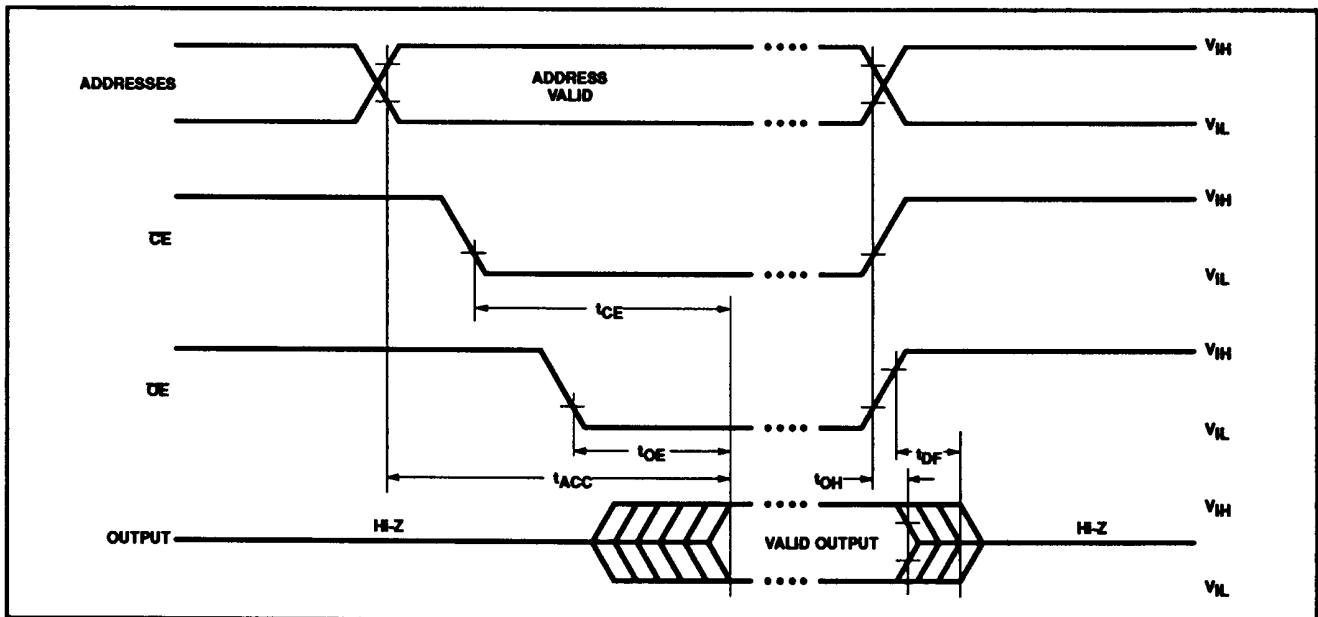 VIH
ADDRESSES
ADDRESS
VALID
VIL
VIH
CE
VIL
tCE
VIH
OE
VIL
tOE
tDF
tACC
tOH
VIH
HI-Z
OUTPUT
VALID OUTPUT
HI-Z
VIL